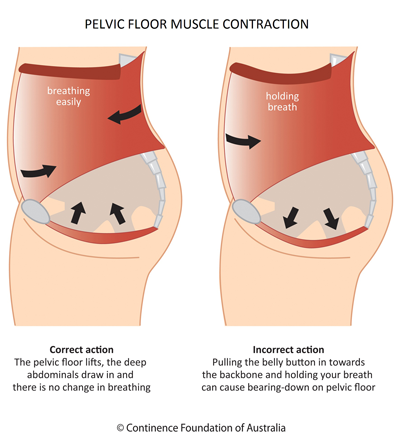 PELVIC FLOOR MUSCLE CONTRACTION
breathing
easily
holding
breath
Correct action
The pelvic floor lifts, the deep
abdominals draw in and
there is no change in breathing
Incorrect action
Pulling the belly button in towards
the backbone and holding your breath
can cause bearing-down on pelvic floor
© Continence Foundation of Australia